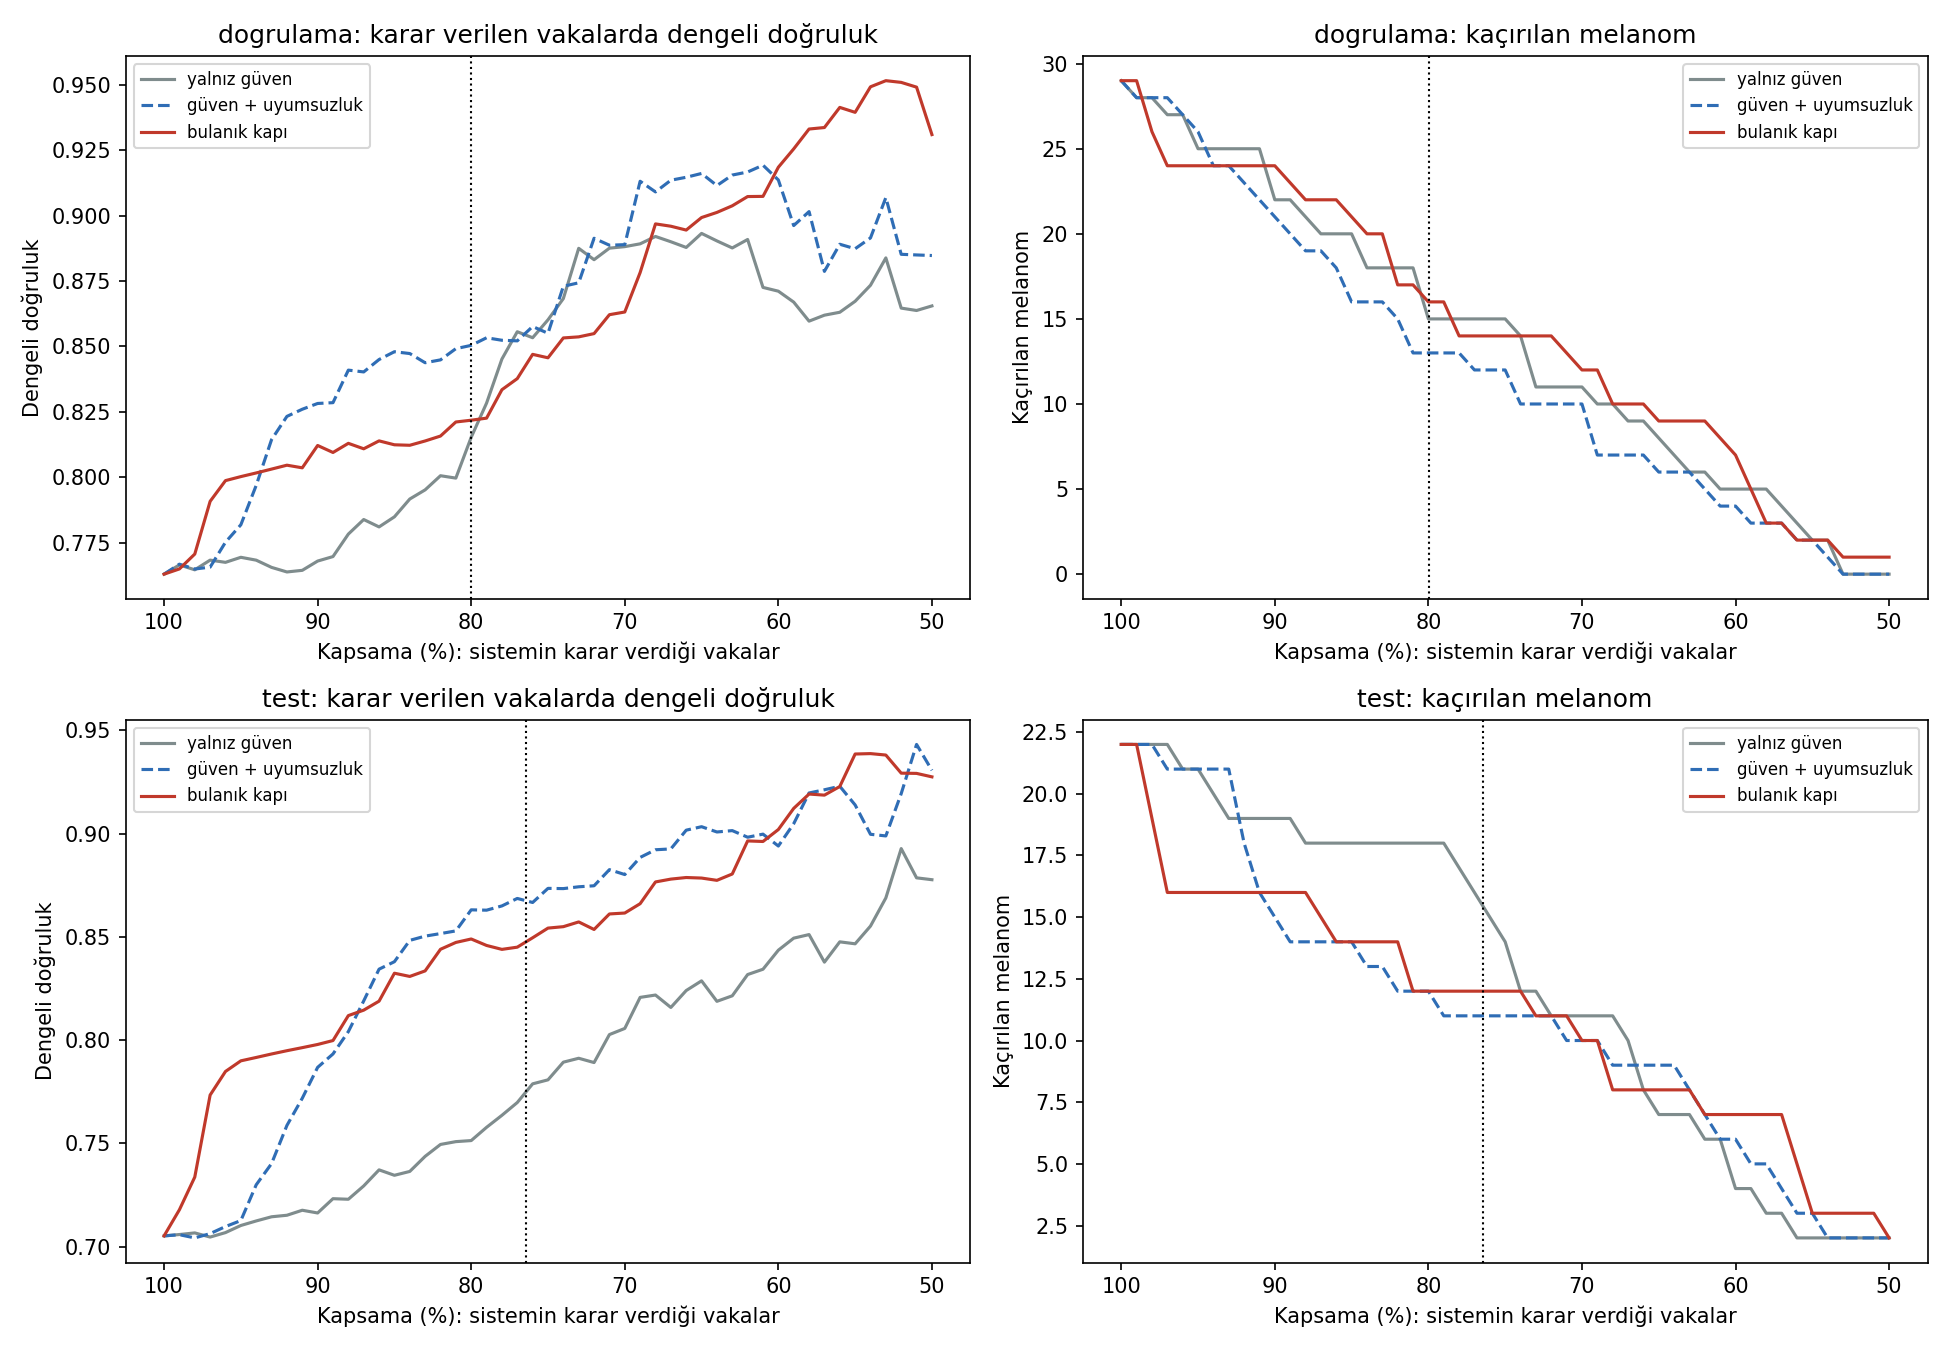 dogrulama: karar verilen vakalarda dengeli doğruluk
yalnız güven
güven + uyumsuzluk
bulanık kapı
Dengeli doğruluk
0.950
0.925
0.900
0.875
0.850
0.825
0.800
0.775
100 90 80 70 60 50
Kapsama (%): sistemin karar verdiği vakalar
dogrulama: kaçırılan melanom
yalnız güven
güven + uyumsuzluk
bulanık kapı
Kaçırılan melanom
30
25
20
15
10
5
0
100 90 80 70 60 50
Kapsama (%): sistemin karar verdiği vakalar
test: karar verilen vakalarda dengeli doğruluk
yalnız güven
güven + uyumsuzluk
bulanık kapı
Dengeli doğruluk
0.95
0.90
0.85
0.80
0.75
0.70
100 90 80 70 60 50
Kapsama (%): sistemin karar verdiği vakalar
test: kaçırılan melanom
yalnız güven
güven + uyumsuzluk
bulanık kapı
Kaçırılan melanom
22.5
20.0
17.5
15.0
12.5
10.0
7.5
5.0
2.5
100 90 80 70 60 50
Kapsama (%): sistemin karar verdiği vakalar